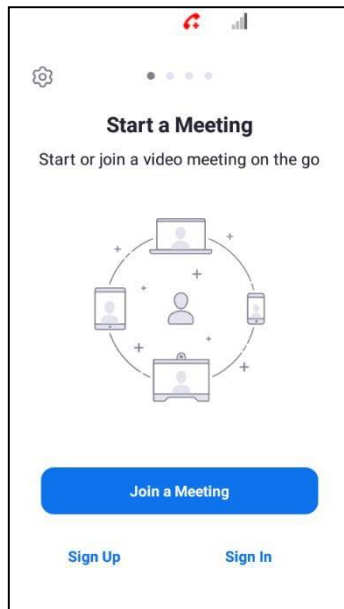 Start a Meeting
Start or join a video meeting on the go
Join a Meeting
Sign Up Sign In